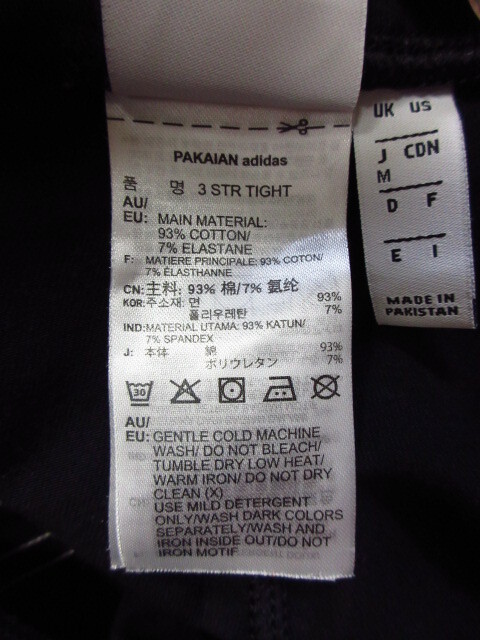 PAKAIAN adidas
품 명 3 STR TIGHT
AU/
EU: MAIN MATERIAL:
93% COTTON/
7% ELASTANE
F: MATIERE PRINCIPALE: 93% COTON/
7% ÉLASTHANNE
CN: 主料: 93% 棉/7% 氨纶
KOR: 주소재: 면 93%
폴리우레탄 7%
IND: MATERIAL UTAMA: 93% KATUN/
7% SPANDEX
J: 本体 綿 93%
ポリウレタン 7%
30
AU/
EU: GENTLE COLD MACHINE
WASH/ DO NOT BLEACH/
TUMBLE DRY LOW HEAT/
WARM IRON/ DO NOT DRY
CLEAN (X)
USE MILD DETERGENT
ONLY/WASH DARK COLORS
SEPARATELY/WASH AND
IRON INSIDE OUT/DO NOT
IRON MOTIF
UK US
J CDN
M
D F
E I
MADE IN
PAKISTAN